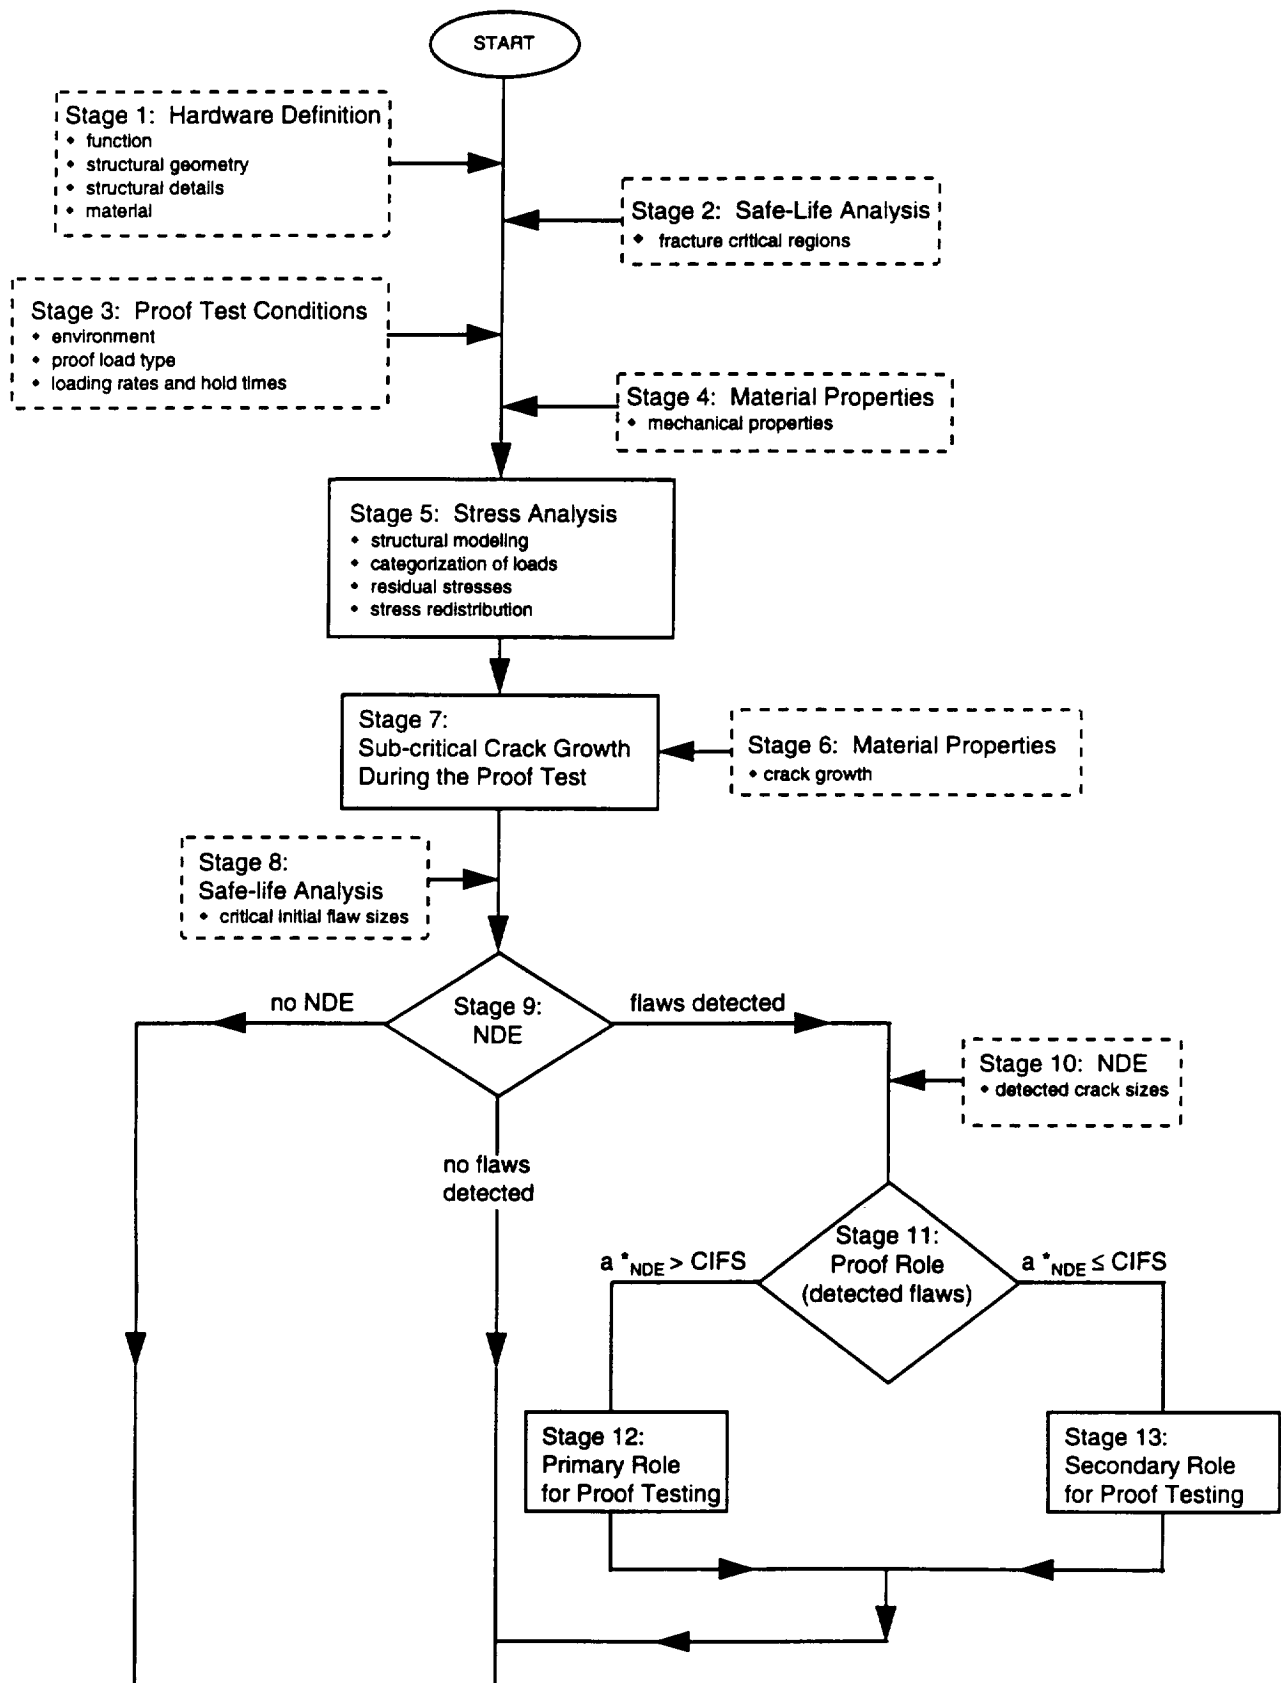 START
Stage 1: Hardware Definition
• function
• structural geometry
• structural details
• material
Stage 2: Safe-Life Analysis
• fracture critical regions
Stage 3: Proof Test Conditions
• environment
• proof load type
• loading rates and hold times
Stage 4: Material Properties
• mechanical properties
Stage 5: Stress Analysis
• structural modeling
• categorization of loads
• residual stresses
• stress redistribution
Stage 7:
Sub-critical Crack Growth
During the Proof Test
Stage 6: Material Properties
• crack growth
Stage 8:
Safe-life Analysis
• critical initial flaw sizes
no NDE
Stage 9:
NDE
flaws detected
Stage 10: NDE
• detected crack sizes
no flaws
detected
Stage 11:
Proof Role
(detected flaws)
a *NDE > CIFS
a *NDE ≤ CIFS
Stage 12:
Primary Role
for Proof Testing
Stage 13:
Secondary Role
for Proof Testing